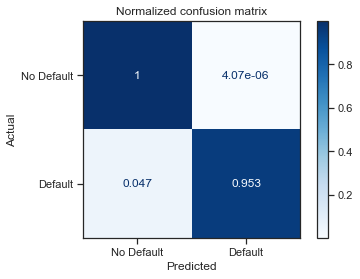 Normalized confusion matrix
No Default
1
4.07e-06
Default
0.047
0.953
No Default
Default
Predicted
Actual
0.8
0.6
0.4
0.2